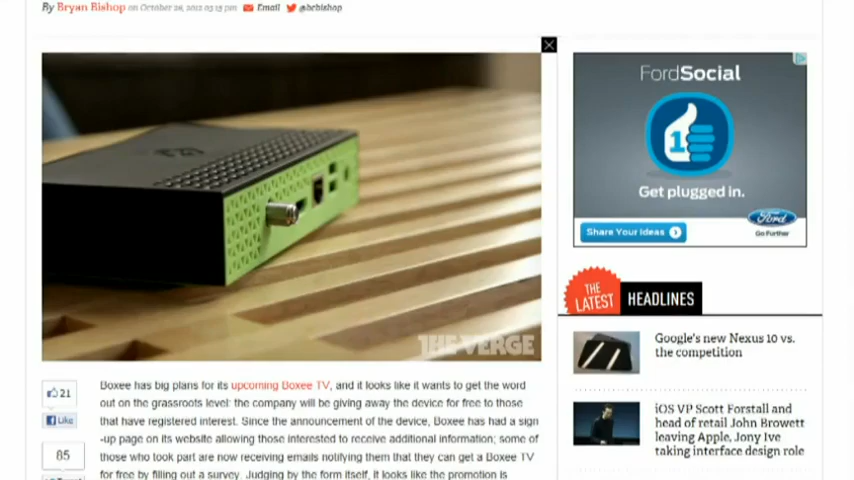 By Bryan Bishop on October 26, 2012 03:15 pm Email @bcbishop
THE VERGE
FordSocial
1
Get plugged in.
Share Your Ideas
Ford
Go Further
THE LATEST HEADLINES
Google's new Nexus 10 vs.
the competition
iOS VP Scott Forstall and
head of retail John Browett
leaving Apple, Jony Ive
taking interface design role
21
Like
85
Boxee has big plans for its upcoming Boxee TV, and it looks like it wants to get the word
out on the grassroots level: the company will be giving away the device for free to those
that have registered interest. Since the announcement of the device, Boxee has had a sign
-up page on its website allowing those interested to receive additional information; some of
those who took part are now receiving emails notifying them that they can get a Boxee TV
for free by filling out a survey. Judging by the form itself, it looks like the promotion is